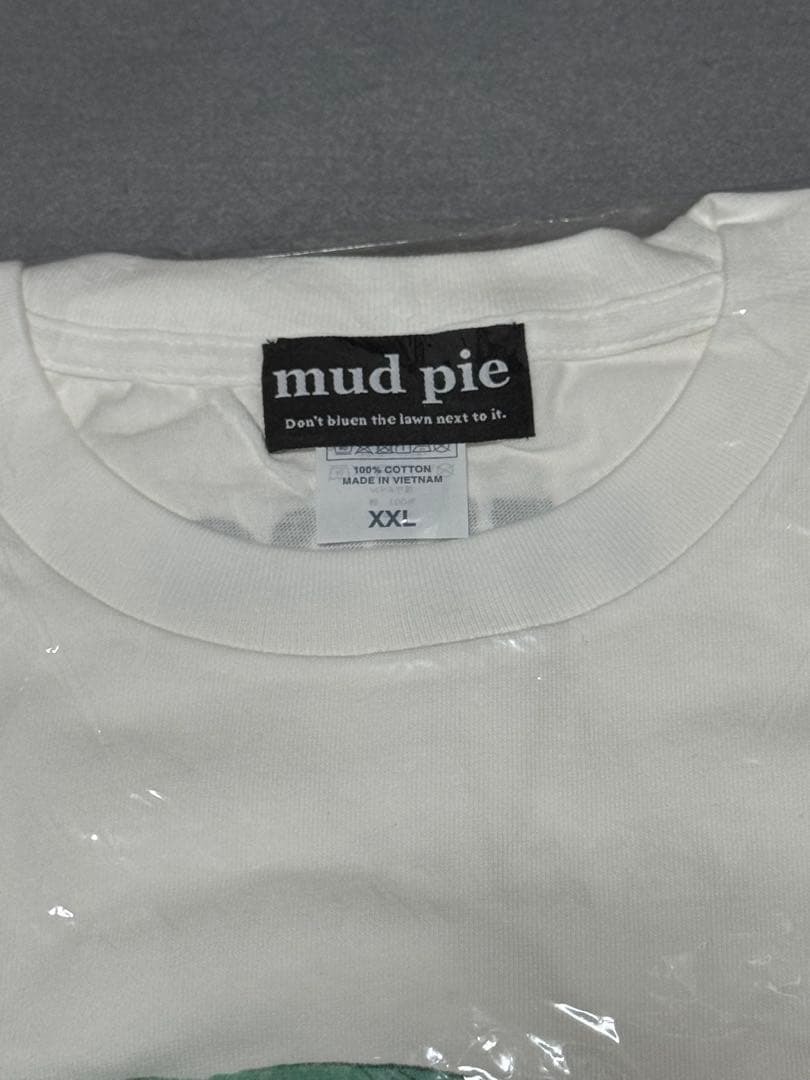 mud pie
Don't bluen the lawn next to it.
100% COTTON
MADE IN VIETNAM
XXL